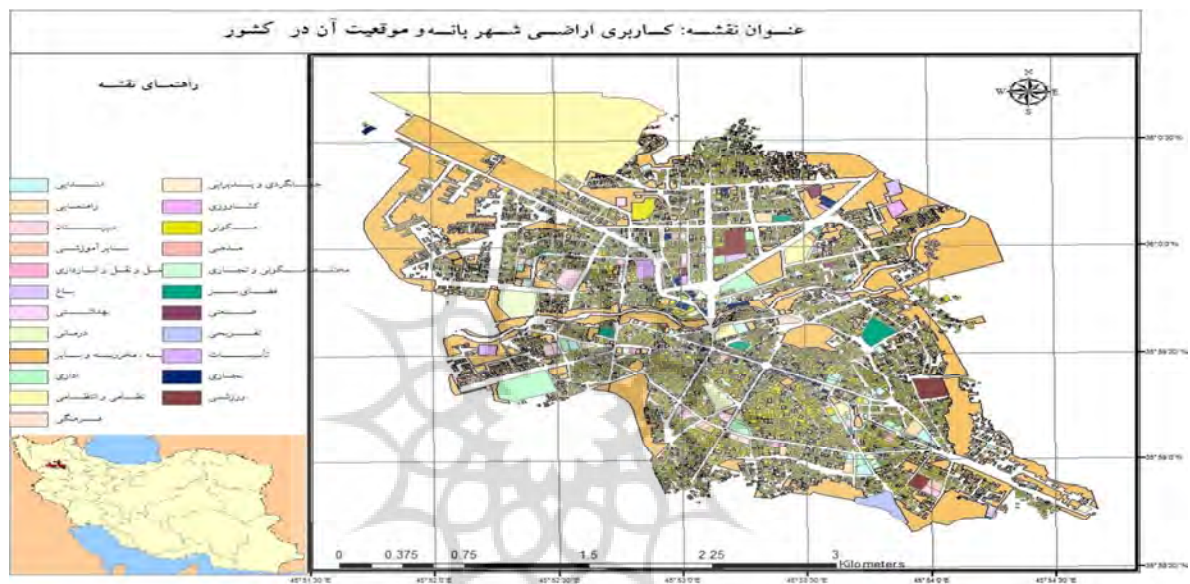 عنوان نقشه: کاربری اراضی شهر بانه و موقعیت آن در کشور
راهنمای نقشه
N
W E
S
جهانگردی و پذیرایی
راهنمایی
کشاورزی
مسکونی
سایر آموزشی
مذهبی
حمل و نقل و انبارداری
مختلط مسکونی و تجاری
باغ
فضای سبز
بهداشتی
صنعتی
درمانی
تفریحی
مخروبه و بایر
تأسیسات
اداری
تجاری
نظامی و انتظامی
ورزشی
فرهنگی
0 0.375 0.75 1.5 2.25 3
Kilometers